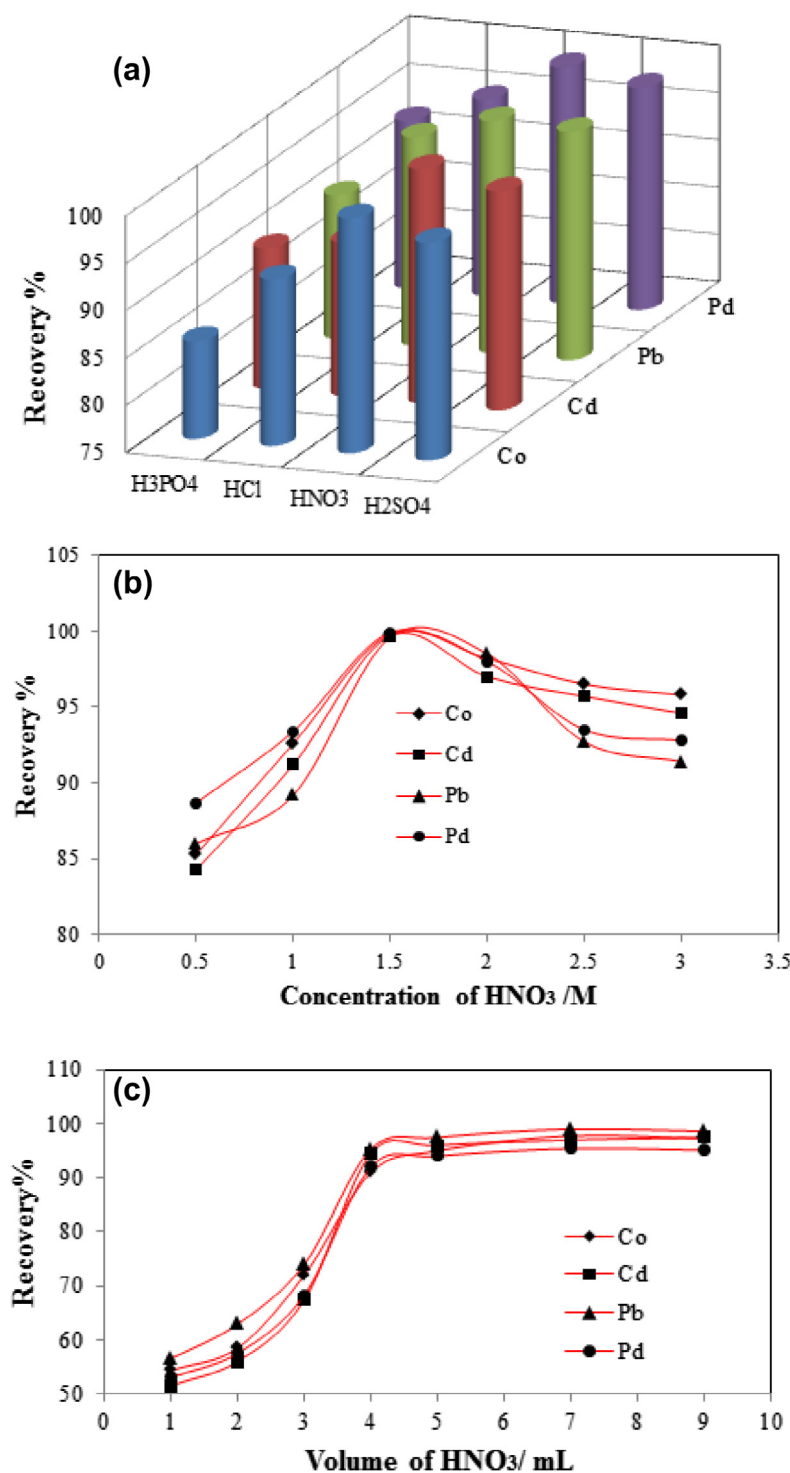 (a)
100
95
90
85
80
75
Recovery %
H3PO4
HCl
HNO3
H2SO4
Co
Cd
Pb
Pd
(b)
105
100
95
90
85
80
Recovery %
Co
Cd
Pb
Pd
0 0.5 1 1.5 2 2.5 3 3.5
Concentration of HNO3 /M
(c)
110
100
90
80
70
60
50
Recovery%
Co
Cd
Pb
Pd
0 1 2 3 4 5 7 9 10
Volume of HNO3/ mL